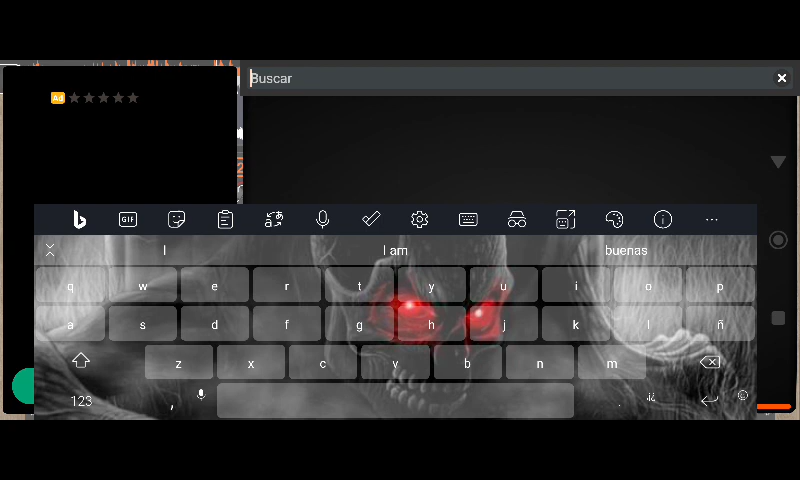 Buscar
Ad
GIF
I
I am
buenas
q w e r t y u i o p
a s d f g h j k l ñ
z x c v b n m
123 , . ¡¿